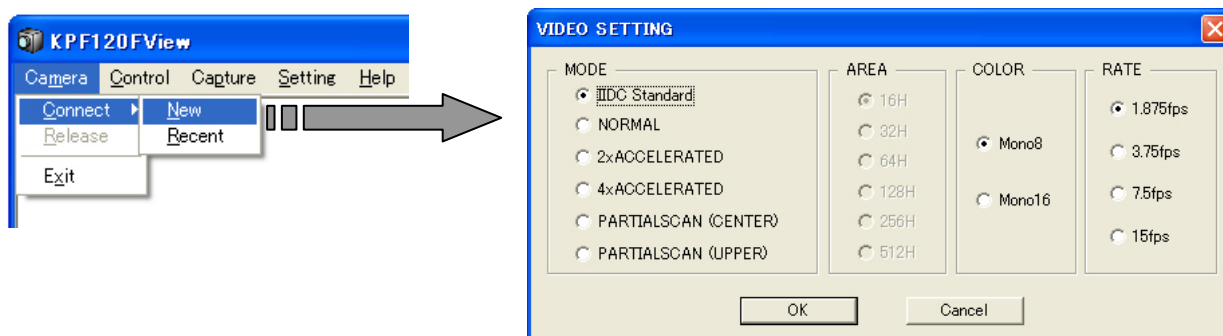 KPF120FView
Camera Control Capture Setting Help
Connect New
Release Recent
Exit
VIDEO SETTING
MODE
IIDC Standard
NORMAL
2xACCELERATED
4xACCELERATED
PARTIALSCAN (CENTER)
PARTIALSCAN (UPPER)
AREA
16H
32H
64H
128H
256H
512H
COLOR
Mono8
Mono16
RATE
1.875fps
3.75fps
7.5fps
15fps
OK Cancel